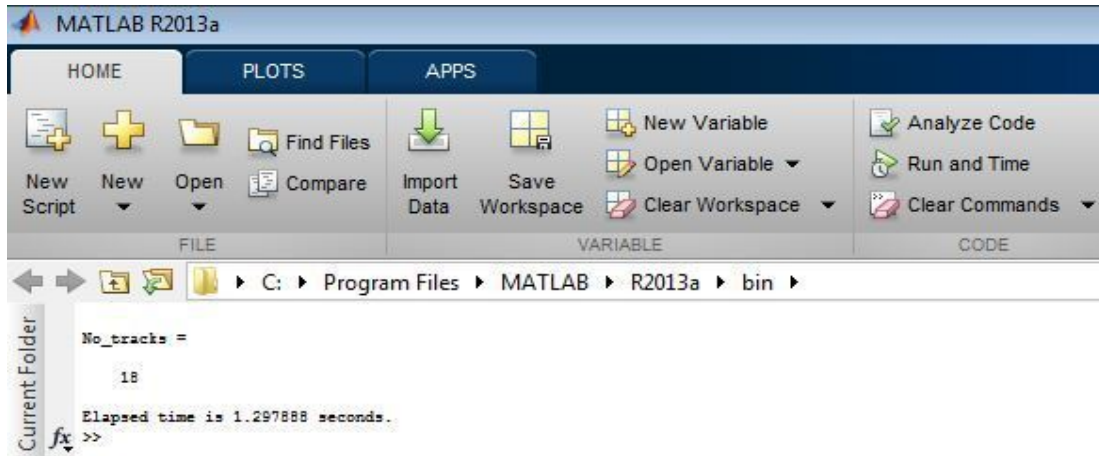 MATLAB R2013a
HOME PLOTS APPS
New Script
New
Open
Find Files
Compare
Import Data
Save Workspace
New Variable
Open Variable
Clear Workspace
Analyze Code
Run and Time
Clear Commands
FILE VARIABLE CODE
C: Program Files MATLAB R2013a bin
Current Folder
No_tracks =
18
Elapsed time is 1.297888 seconds.
fx >>